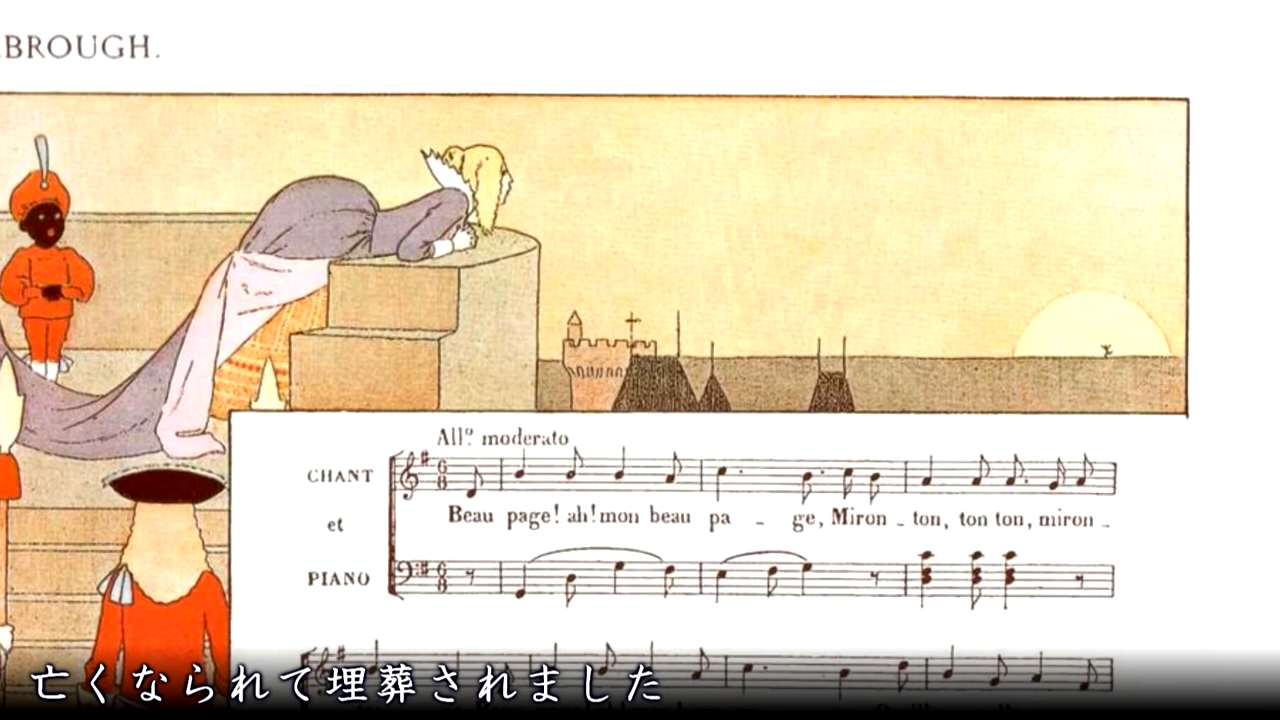 BROUGH.
All? moderato
CHANT
et
PIANO
Beau page! ah! mon beau pa - ge, Miron - ton, ton ton, miron -
亡くなられて埋葬されました